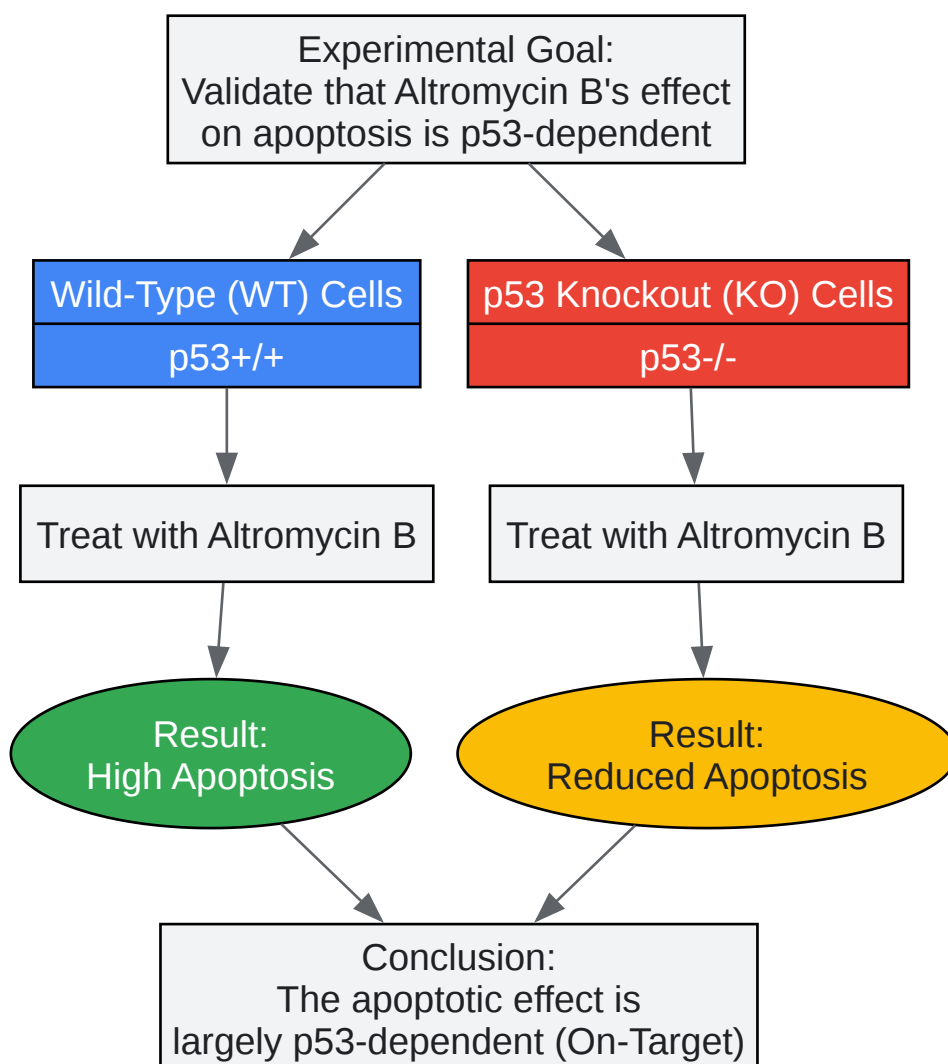 Experimental Goal:
Validate that Altromycin B's effect
on apoptosis is p53-dependent
Wild-Type (WT) Cells
p53+/+
p53 Knockout (KO) Cells
p53-/-
Treat with Altromycin B
Treat with Altromycin B
Result:
High Apoptosis
Result:
Reduced Apoptosis
Conclusion:
The apoptotic effect is
largely p53-dependent (On-Target)